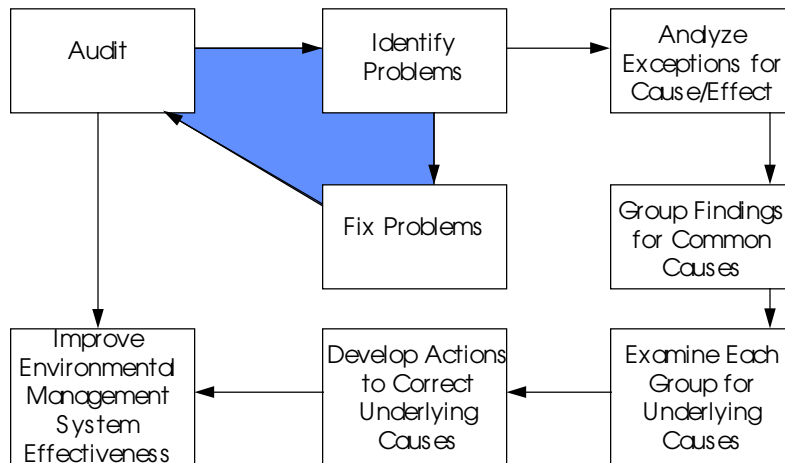 Audit
Identify
Problems
Analyze
Exceptions for
Cause/Effect
Fix Problems
Group Findings
for Common
Causes
Improve
Environmental
Management
System
Effectiveness
Develop Actions
to Correct
Underlying
Causes
Examine Each
Group for
Underlying
Causes